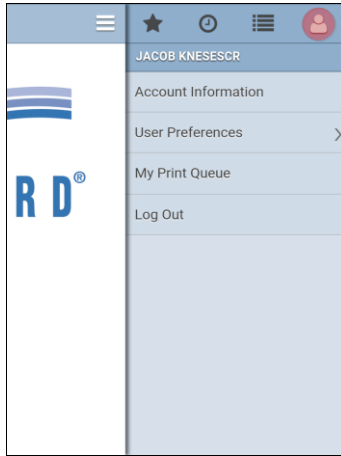 JACOB KNESESCR
Account Information
User Preferences
My Print Queue
Log Out
R D®